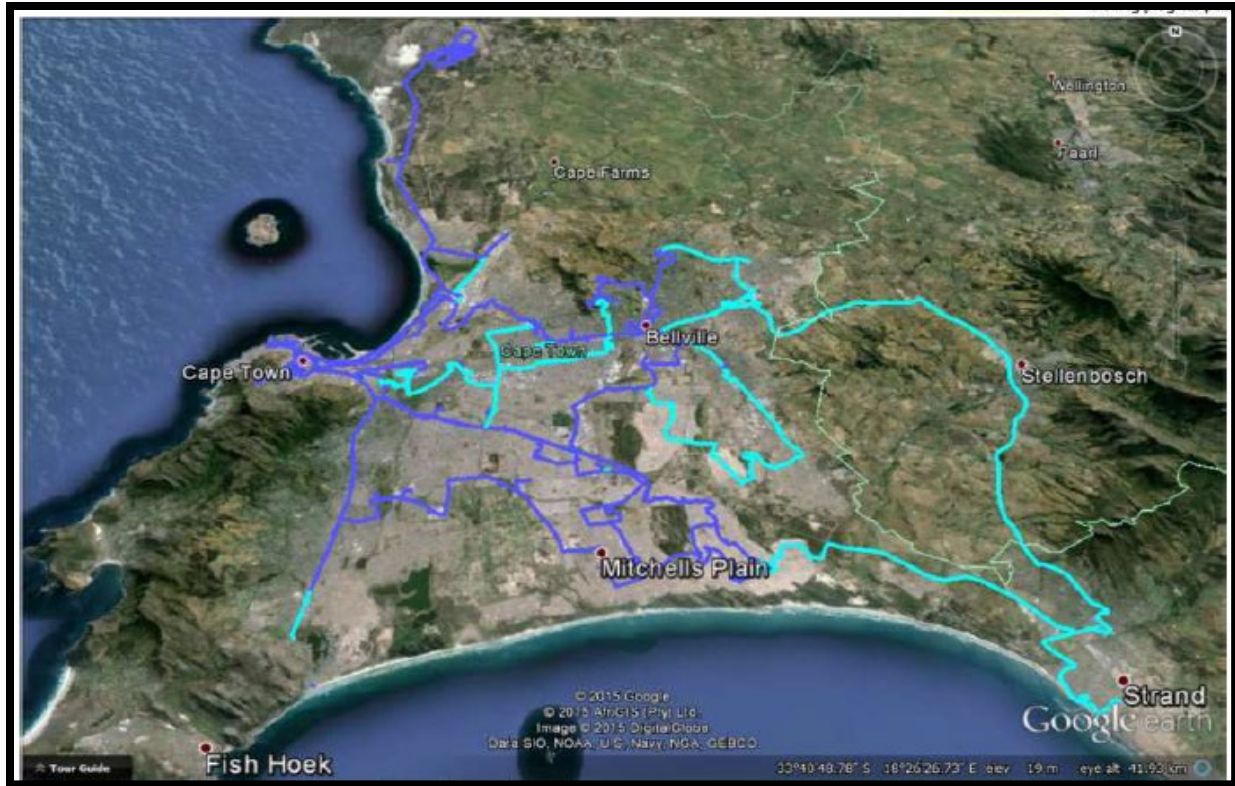 N
Wellington
Paarl
Cape Farms
Bellville
Cape Town
Cape Town
Stellenbosch
Mitchells Plain
Strand
Fish Hoek
© 2015 Google
© 2015 AfriGIS (Pty) Ltd.
Image © 2015 DigitalGlobe
Data SIO, NOAA, U.S. Navy, NGA, GEBCO
Google earth
Tour Guide
33°40'48.78" S 18°26'26.73" E elev 19 m eye alt 41.93 km